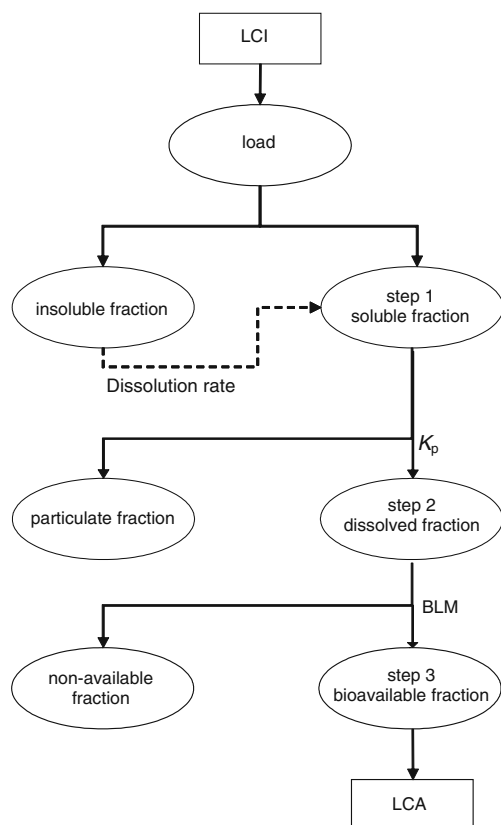 LCI
load
insoluble fraction
step 1
soluble fraction
Dissolution rate
Kp
particulate fraction
step 2
dissolved fraction
BLM
non-available
fraction
step 3
bioavailable fraction
LCA